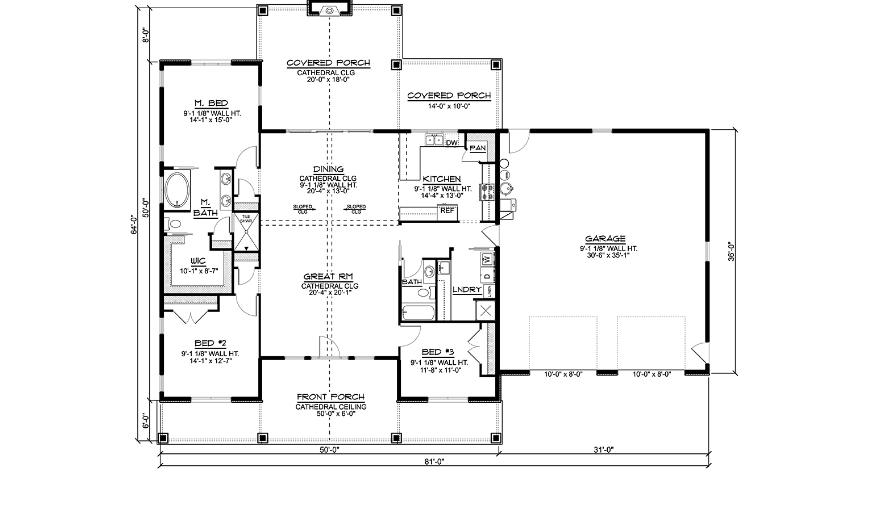 8'-0"
COVERED PORCH
CATHEDRAL CLG
20'-0" x 18'-0"
COVERED PORCH
14'-0" x 10'-0"
M. BED
9'-1 1/8" WALL HT.
14'-1" x 15'-0"
DW
PAN
DINING
CATHEDRAL CLG
9'-1 1/8" WALL HT.
20'-4" x 13'-0"
KITCHEN
9'-1 1/8" WALL HT.
14'-4" x 13'-0"
REF
M.
BATH
TILE
SHWR
SLOPED
CLG
SLOPED
CLG
64'-0"
50'-0"
GARAGE
9'-1 1/8" WALL HT.
30'-6" x 35'-1"
36'-0"
WIC
10'-1" x 8'-7"
GREAT RM
CATHEDRAL CLG
20'-4" x 20'-1"
BATH
W
D
LNDRY
BED #2
9'-1 1/8" WALL HT.
14'-1" x 12'-7"
BED #3
9'-1 1/8" WALL HT.
11'-8" x 11'-0"
10'-0" x 8'-0"
10'-0" x 8'-0"
FRONT PORCH
CATHEDRAL CEILING
50'-0" x 6'-0"
6'-0"
50'-0"
31'-0"
81'-0"